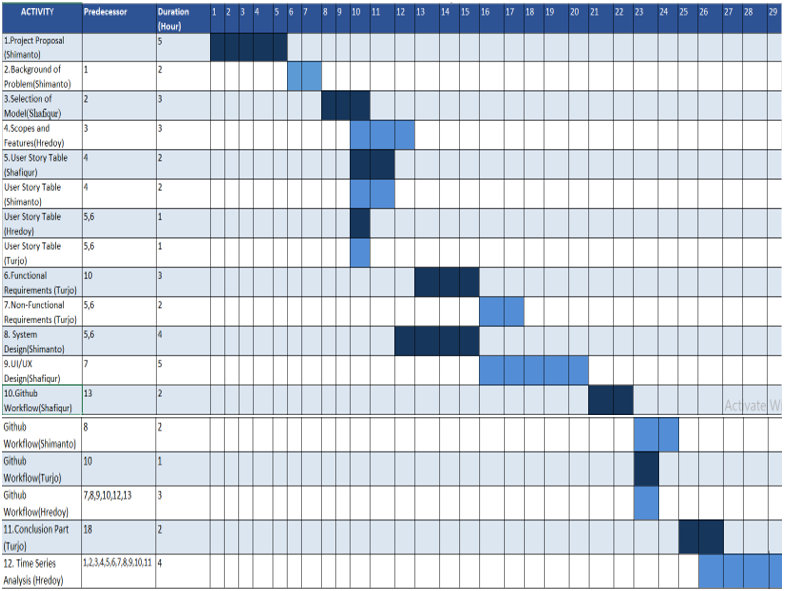 ACTIVITY Predecessor Duration (Hour) 1 2 3 4 5 6 7 8 9 10 11 12 13 14 15 16 17 18 19 20 21 22 23 24 25 26 27 28 29
1.Project Proposal (Shimanto) 5
2.Background of Problem(Shimanto) 1 2
3.Selection of Model(Shafiqur) 2 3
4.Scopes and Features(Hredoy) 3 3
5.User Story Table (Shafiqur) 4 2
User Story Table (Shimanto) 4 2
User Story Table (Hredoy) 5,6 1
User Story Table (Turjo) 5,6 1
6.Functional Requirements (Turjo) 10 3
7.Non-Functional Requirements (Turjo) 5,6 2
8. System Design(Shimanto) 5,6 4
9.UI/UX Design(Shafiqur) 7 5
10.Github Workflow(Shafiqur) 13 2
Activate W
Github Workflow(Shimanto) 8 2
Github Workflow(Turjo) 10 1
Github Workflow(Hredoy) 7,8,9,10,12,13 3
11.Conclusion Part (Turjo) 18 2
12. Time Series Analysis (Hredoy) 1,2,3,4,5,6,7,8,9,10,11 4